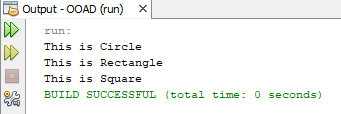 Output - OOAD (run)
run:
This is Circle
This is Rectangle
This is Square
BUILD SUCCESSFUL (total time: 0 seconds)